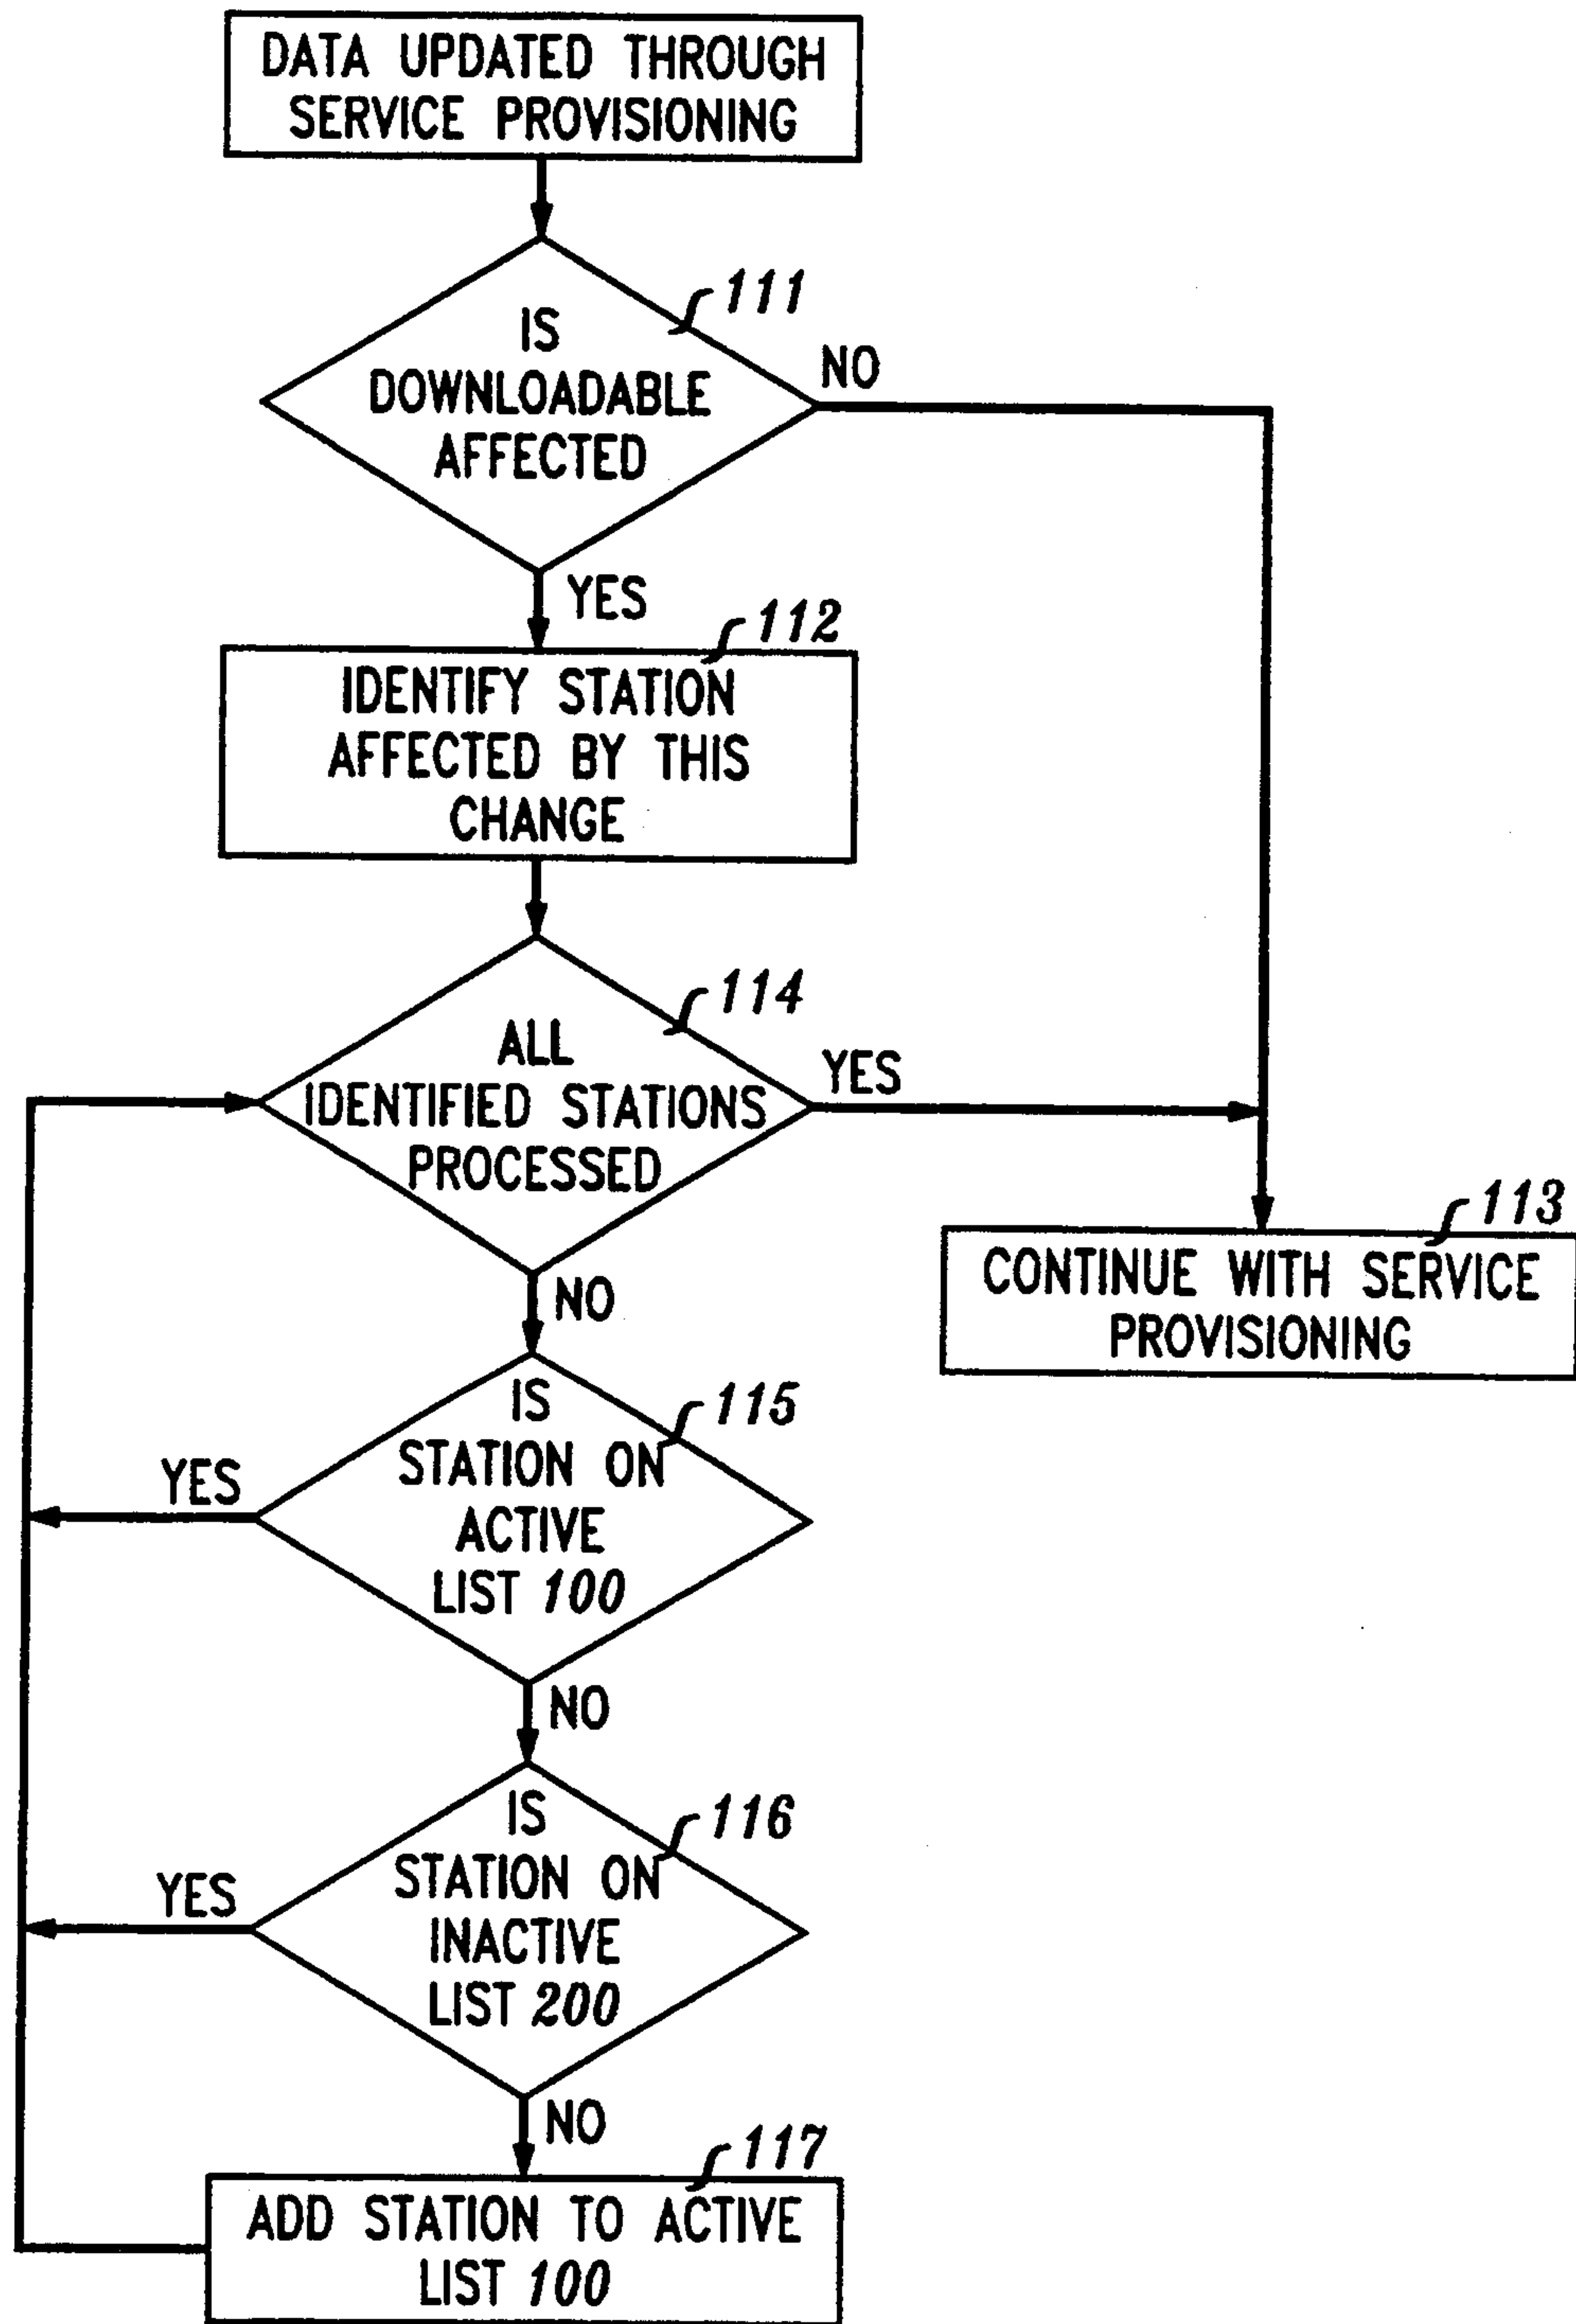 DATA UPDATED THROUGH
SERVICE PROVISIONING
111
IS
DOWNLOADABLE
AFFECTED
NO
YES
112
IDENTIFY STATION
AFFECTED BY THIS
CHANGE
114
ALL
IDENTIFIED STATIONS
PROCESSED
YES
NO
113
CONTINUE WITH SERVICE
PROVISIONING
115
IS
STATION ON
ACTIVE
LIST 100
YES
NO
116
IS
STATION ON
INACTIVE
LIST 200
YES
NO
117
ADD STATION TO ACTIVE
LIST 100